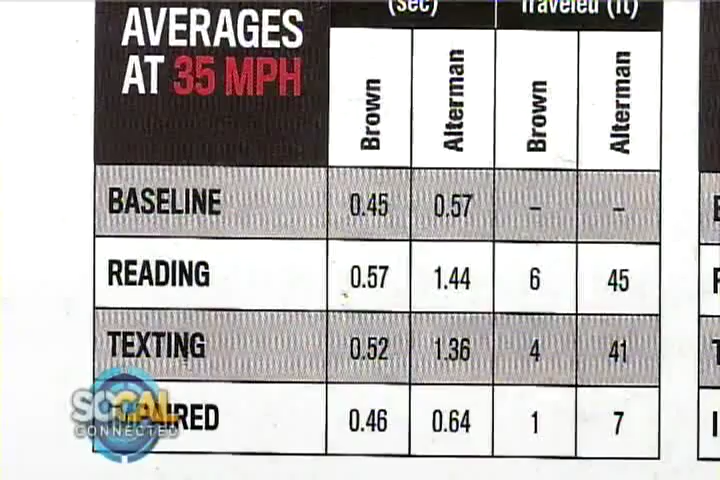 (sec) Traveled (ft)
AVERAGES
AT 35 MPH
Brown Alterman Brown Alterman
BASELINE 0.45 0.57 – –
READING 0.57 1.44 6 45
TEXTING 0.52 1.36 4 41
0.46 0.64 1 7
SOCAL
CONNECTED